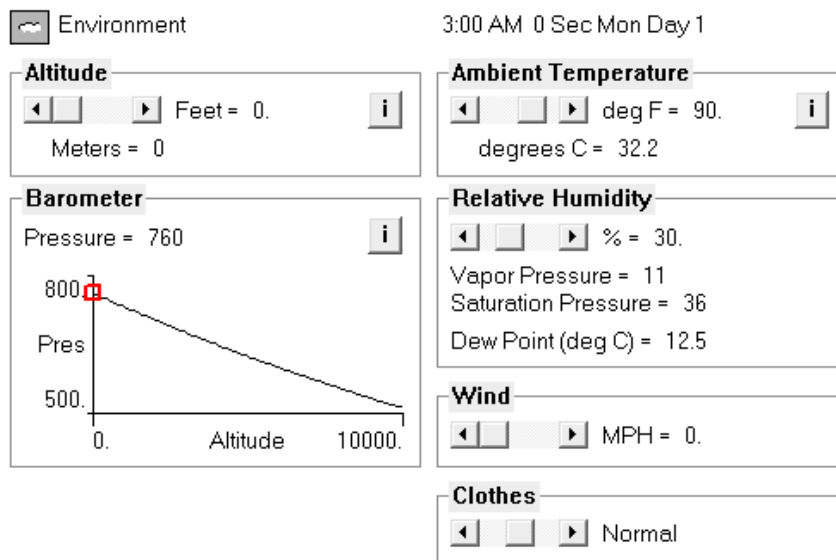 Environment
3:00 AM 0 Sec Mon Day 1
Altitude
Feet = 0.
i
Meters = 0
Ambient Temperature
deg F = 90.
i
degrees C = 32.2
Barometer
Pressure = 760
i
800.
Pres
500.
0.
Altitude
10000.
Relative Humidity
% = 30.
Vapor Pressure = 11
Saturation Pressure = 36
Dew Point (deg C) = 12.5
Wind
MPH = 0.
Clothes
Normal